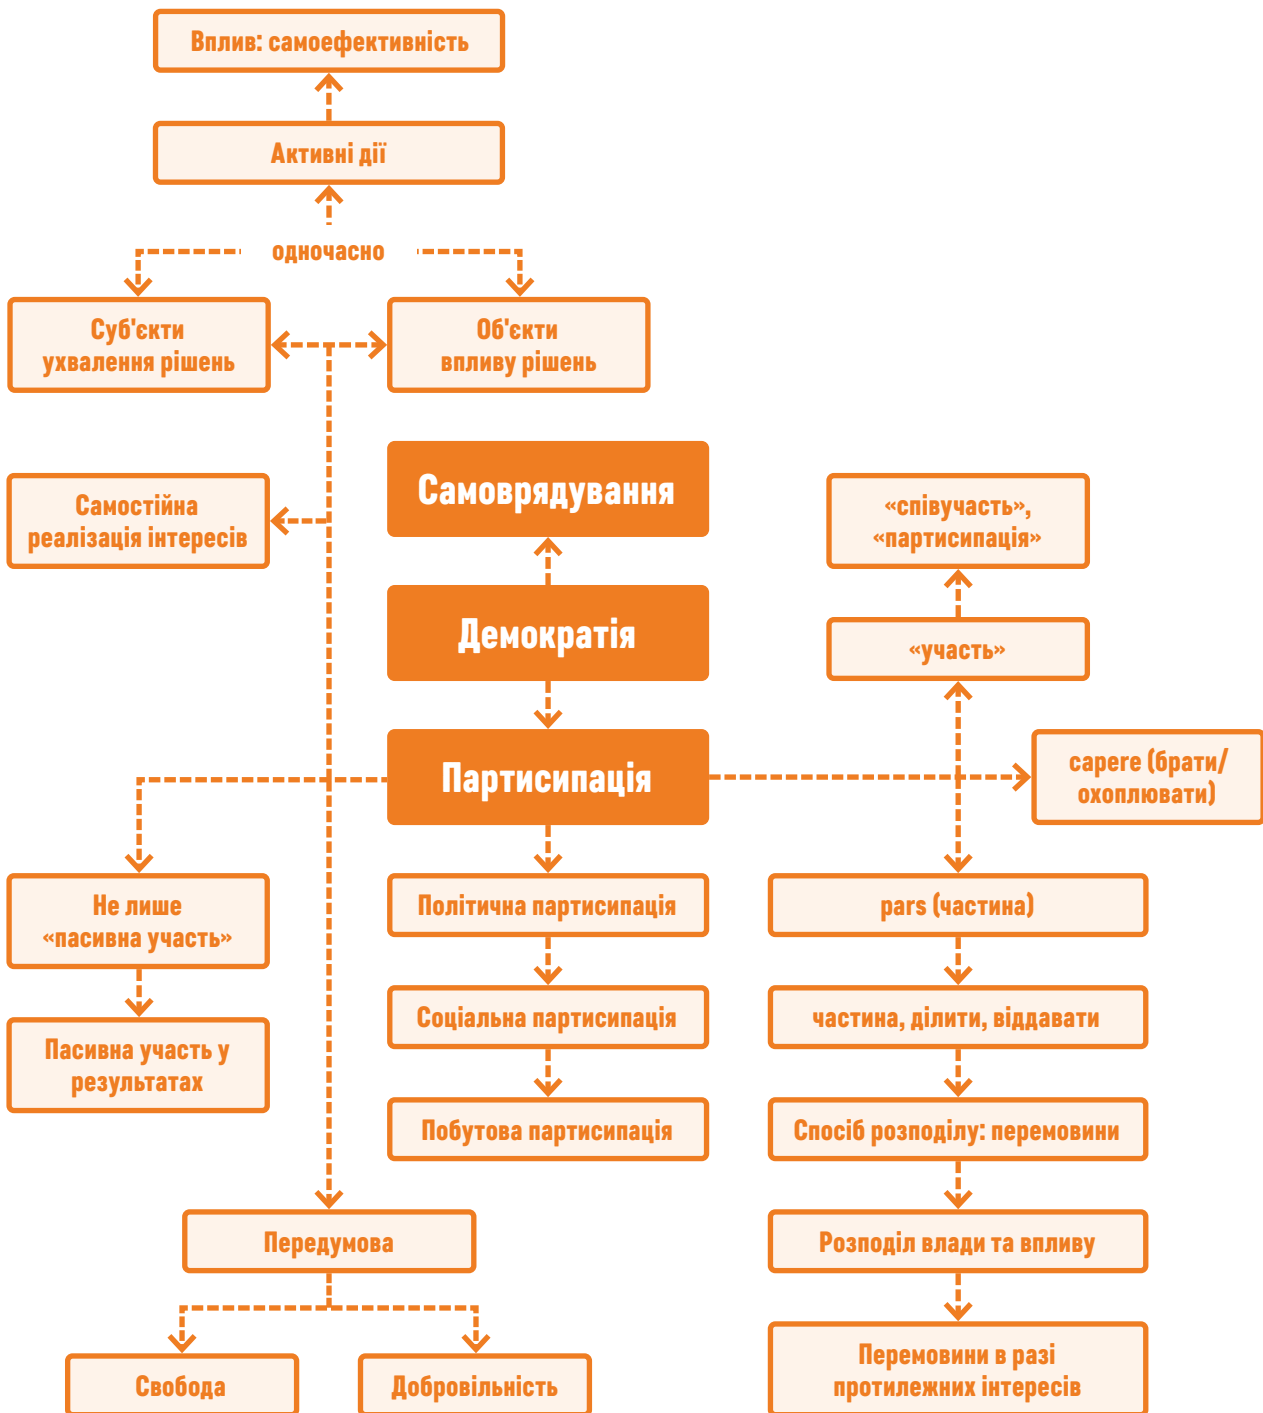 Вплив: самоефективність
Активні дії
одночасно
Суб'єкти
ухвалення рішень
Об'єкти
впливу рішень
Самостійна
реалізація інтересів
Самоврядування
«співучасть»,
«партисипація»
Демократія
«участь»
Партисипація
capere (брати/
охоплювати)
Не лише
«пасивна участь»
Політична партисипація
pars (частина)
Пасивна участь у
результатах
Соціальна партисипація
частина, ділити, віддавати
Побутова партисипація
Спосіб розподілу: перемовини
Передумова
Розподіл влади та впливу
Свобода
Добровільність
Перемовини в разі
протилежних інтересів